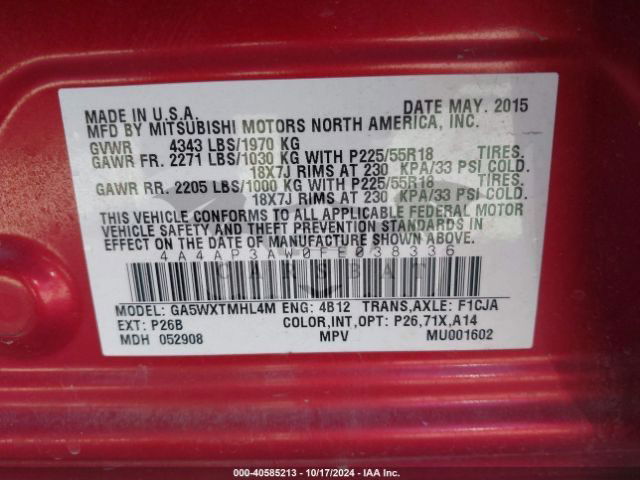 MADE IN U.S.A. DATE MAY. 2015
MFD BY MITSUBISHI MOTORS NORTH AMERICA, INC.
GVWR 4343 LBS/1970 KG
GAWR FR. 2271 LBS/1030 KG WITH P225/55R18 TIRES.
18X7J RIMS AT 230 KPA/33 PSI COLD.
GAWR RR. 2205 LBS/1000 KG WITH P225/55R18 TIRES.
18X7J RIMS AT 230 KPA/33 PSI COLD.
THIS VEHICLE CONFORMS TO ALL APPLICABLE FEDERAL MOTOR
VEHICLE SAFETY AND THEFT PREVENTION STANDARDS IN
EFFECT ON THE DATE OF MANUFACTURE SHOWN ABOVE.
4A4AP3AW0FE038336
MODEL: GA5WXTMHL4M ENG: 4B12 TRANS,AXLE: F1CJA
EXT: P26B COLOR,INT,OPT: P26,71X,A14
MDH 052908 MPV MU001602
©VIN-40585213 - 10/17/2024 - IAA Inc.